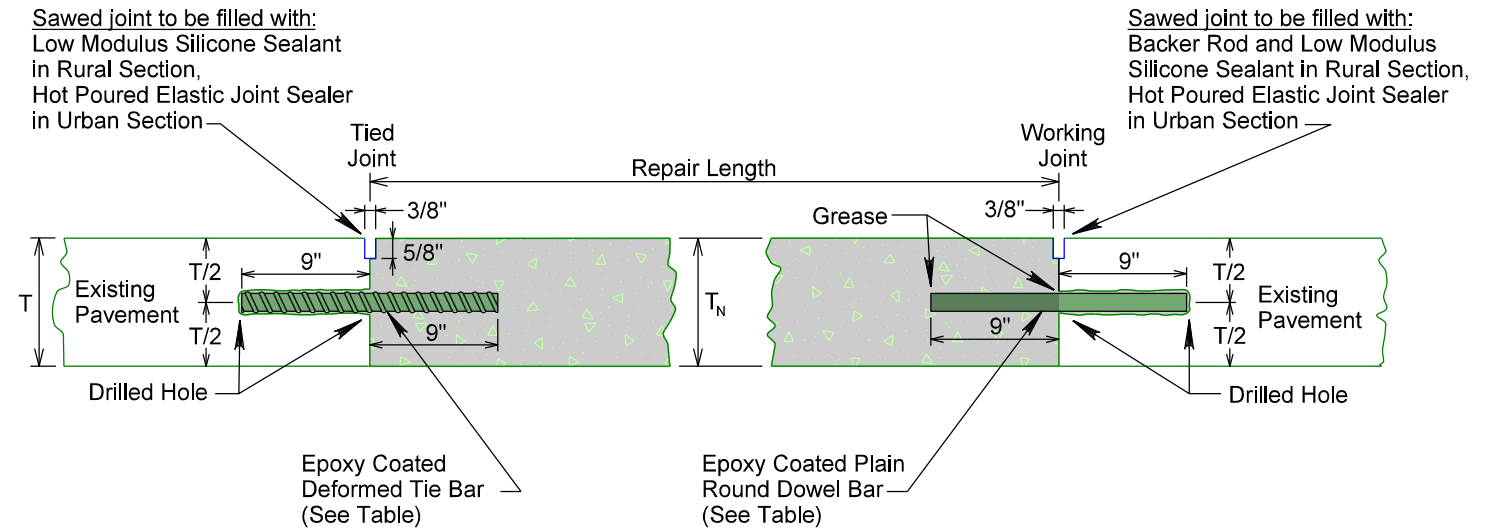 Sawed joint to be filled with:
Low Modulus Silicone Sealant
in Rural Section,
Hot Poured Elastic Joint Sealer
in Urban Section
Sawed joint to be filled with:
Backer Rod and Low Modulus
Silicone Sealant in Rural Section,
Hot Poured Elastic Joint Sealer
in Urban Section
Tied
Joint
Repair Length
Working
Joint
3/8"
5/8"
Grease
3/8"
T
Existing
Pavement
T/2
T/2
9"
9"
TN
9"
9"
T/2
T/2
Existing
Pavement
Drilled Hole
Drilled Hole
Epoxy Coated
Deformed Tie Bar
(See Table)
Epoxy Coated Plain
Round Dowel Bar
(See Table)